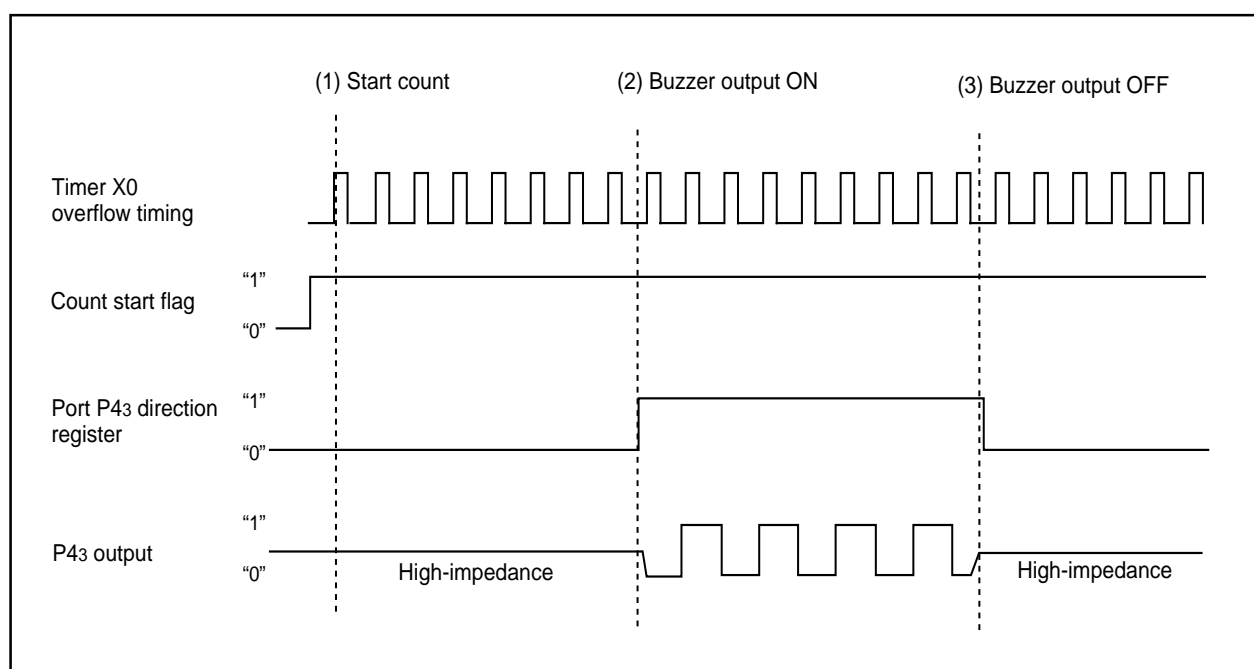 (1) Start count
(2) Buzzer output ON
(3) Buzzer output OFF
Timer X0
overflow timing
Count start flag
“1”
“0”
Port P43 direction
register
“1”
“0”
P43 output
“1”
“0”
High-impedance
High-impedance